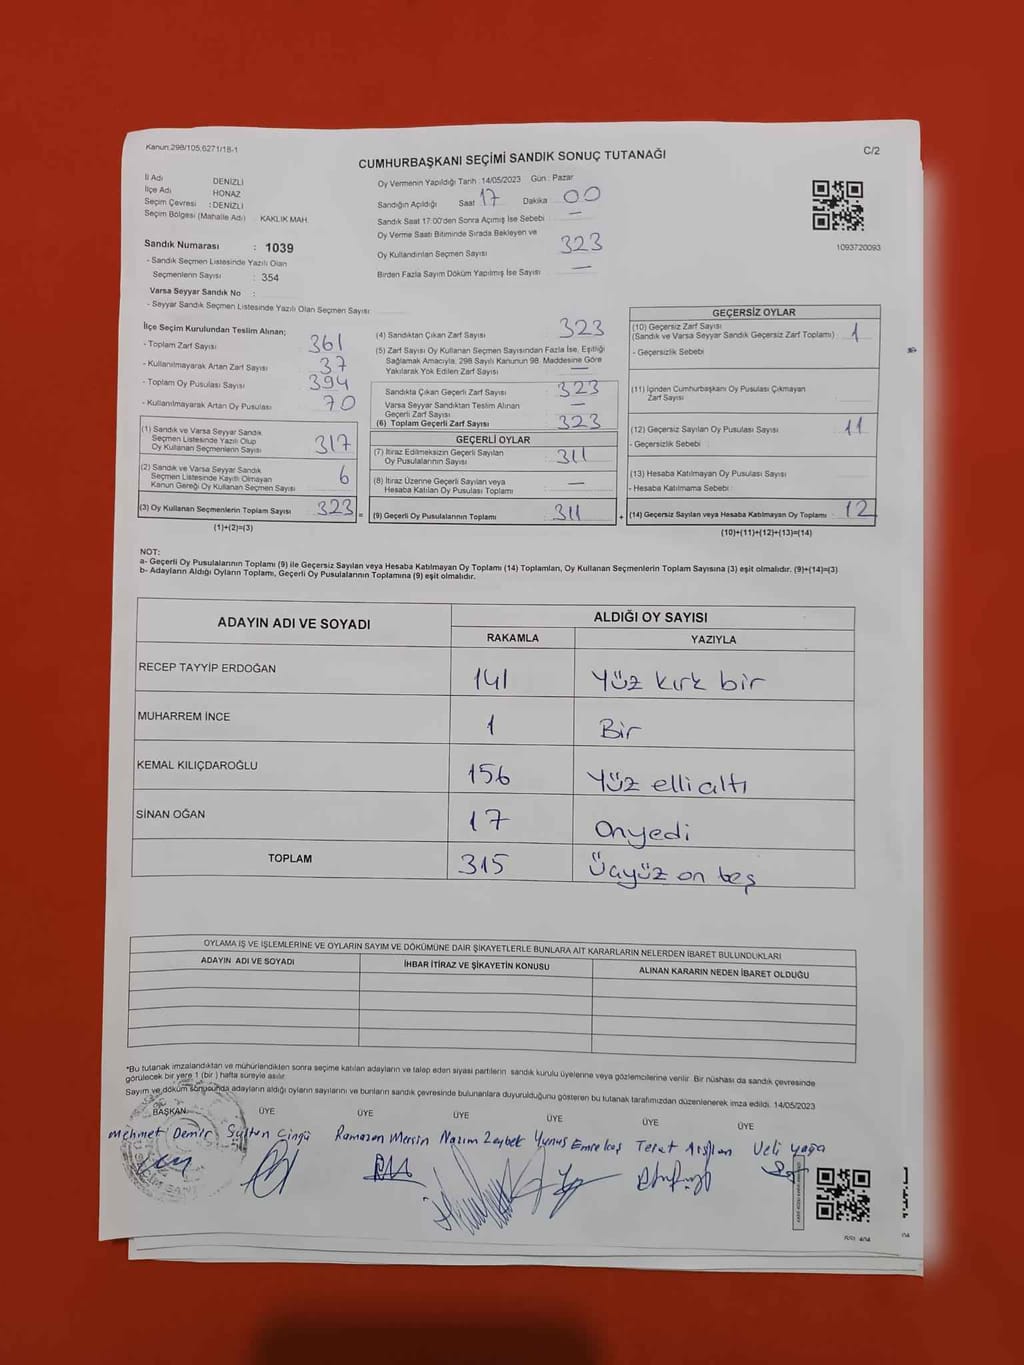 Kanun:298/105,6271/18-1
C/2
CUMHURBAŞKANI SEÇİMİ SANDIK SONUÇ TUTANAĞI
İl Adı DENİZLİ
İlçe Adı HONAZ
Seçim Çevresi : DENİZLİ
Seçim Bölgesi (Mahalle Adı) : KAKLIK MAH.
Sandık Numarası : 1039
- Sandık Seçmen Listesinde Yazılı Olan
Seçmenlerin Sayısı : 354
Varsa Seyyar Sandık No :
- Seyyar Sandık Seçmen Listesinde Yazılı Olan Seçmen Sayısı:
Oy Vermenin Yapıldığı Tarih : 14/05/2023 Gün : Pazar
Sandığın Açıldığı Saat 17 Dakika 00
Sandık Saat 17:00'den Sonra Açmış İse Sebebi : —
Oy Verme Saati Bitiminde Sırada Bekleyen ve
Oy Kullandırılan Seçmen Sayısı 323
Birden Fazla Sayım Döküm Yapılmış İse Sayısı : —
1093720093
İlçe Seçim Kurulundan Teslim Alınan;
- Toplam Zarf Sayısı : 361
- Kullanılmayarak Artan Zarf Sayısı : 37
- Toplam Oy Pusulası Sayısı : 394
- Kullanılmayarak Artan Oy Pusulası : 70
(1) Sandık ve Varsa Seyyar Sandık
Seçmen Listesinde Yazılı Olup
Oy Kullanan Seçmenlerin Sayısı : 317
(2) Sandık ve Varsa Seyyar Sandık
Seçmen Listesinde Kayıtlı Olmayan
Kanun Gereği Oy Kullanan Seçmen Sayısı : 6
(3) Oy Kullanan Seçmenlerin Toplam Sayısı : 323
(1)+(2)=(3)
(4) Sandıktan Çıkan Zarf Sayısı : 323
(5) Zarf Sayısı Oy Kullanan Seçmen Sayısından Fazla İse, Eşitliği
Sağlamak Amacıyla, 298 Sayılı Kanunun 98. Maddesine Göre
Yakılarak Yok Edilen Zarf Sayısı : —
Sandıkta Çıkan Geçerli Zarf Sayısı : 323
Varsa Seyyar Sandıktan Teslim Alınan
Geçerli Zarf Sayısı : —
(6) Toplam Geçerli Zarf Sayısı : 323
GEÇERLİ OYLAR
(7) İtiraz Edilmeksizin Geçerli Sayılan
Oy Pusulalarının Sayısı : 311
(8) İtiraz Üzerine Geçerli Sayılan veya
Hesaba Katılan Oy Pusulası Toplamı : —
= (9) Geçerli Oy Pusulalarının Toplamı : 311
GEÇERSİZ OYLAR
(10) Geçersiz Zarf Sayısı
(Sandık ve Varsa Seyyar Sandık Geçersiz Zarf Toplamı) : 1
- Geçersizlik Sebebi :
(11) İçinden Cumhurbaşkanı Oy Pusulası Çıkmayan
Zarf Sayısı :
(12) Geçersiz Sayılan Oy Pusulası Sayısı : 11
- Geçersizlik Sebebi :
(13) Hesaba Katılmayan Oy Pusulası Sayısı :
- Hesaba Katılmama Sebebi :
+ (14) Geçersiz Sayılan veya Hesaba Katılmayan Oy Toplamı : 12
(10)+(11)+(12)+(13)=(14)
NOT:
a- Geçerli Oy Pusulalarının Toplamı (9) ile Geçersiz Sayılan veya Hesaba Katılmayan Oy Toplamı (14) Toplamları, Oy Kullanan Seçmenlerin Toplam Sayısına (3) eşit olmalıdır. (9)+(14)=(3)
b- Adayların Aldığı Oyların Toplamı, Geçerli Oy Pusulalarının Toplamına (9) eşit olmalıdır.
ADAYIN ADI VE SOYADI
ALDIĞI OY SAYISI
RAKAMLA YAZIYLA
RECEP TAYYİP ERDOĞAN 141 Yüz kırk bir
MUHARREM İNCE 1 Bir
KEMAL KILIÇDAROĞLU 156 Yüz elli altı
SİNAN OĞAN 17 Onyedi
TOPLAM 315 Üçyüz on beş
OYLAMA İŞ VE İŞLEMLERİNE VE OYLARIN SAYIM VE DÖKÜMÜNE DAİR ŞİKAYETLERLE BUNLARA AİT KARARLARIN NELERDEN İBARET BULUNDUKLARI
ADAYIN ADI VE SOYADI İHBAR İTİRAZ VE ŞİKAYETİN KONUSU ALINAN KARARIN NEDEN İBARET OLDUĞU
*Bu tutanak imzalandıktan ve mühürlendikten sonra seçime katılan adayların ve talep eden siyasi partilerin sandık kurulu üyelerine veya gözlemcilerine verilir. Bir nüshası da sandık çevresinde
görülecek bir yere 1 (bir) hafta süreyle asılır.
Sayım ve döküm sonucunda adayların aldığı oyların sayılarını ve bunların sandık çevresinde bulunanlara duyurulduğunu gösteren bu tutanak tarafımızdan düzenlenerek imza edildi. 14/05/2023
BAŞKAN ÜYE ÜYE ÜYE ÜYE ÜYE ÜYE
Mehmet Demir Sultan Cingü Ramazan Mersin Nazım Zeybek Yunus Emre Koş Arslan Veli